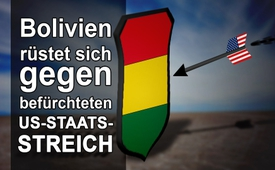 Bolivien
rüstet sich
gegen
befürchteten
US-STAATS-
STREICH